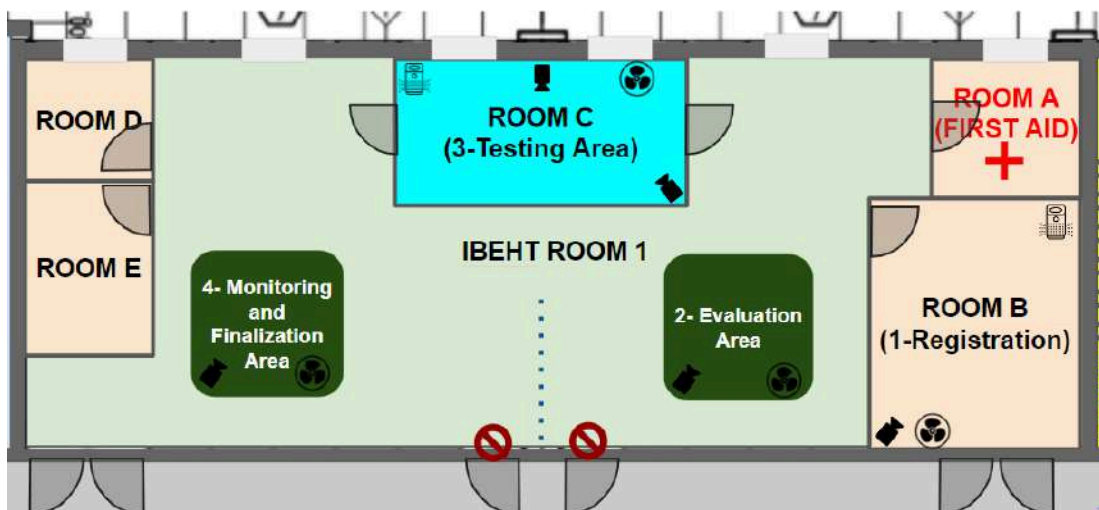 ROOM D
ROOM C
(3-Testing Area)
ROOM A
(FIRST AID)
ROOM E
IBEHT ROOM 1
4- Monitoring
and
Finalization
Area
2- Evaluation
Area
ROOM B
(1-Registration)